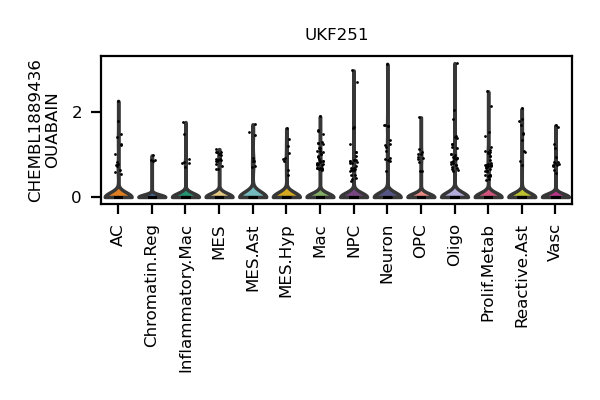 UKF251
CHEMBL1889436
OUABAIN
2
0
AC
Chromatin.Reg
Inflammatory.Mac
MES
MES.Ast
MES.Hyp
Mac
NPC
Neuron
OPC
Oligo
Prolif.Metab
Reactive.Ast
Vasc